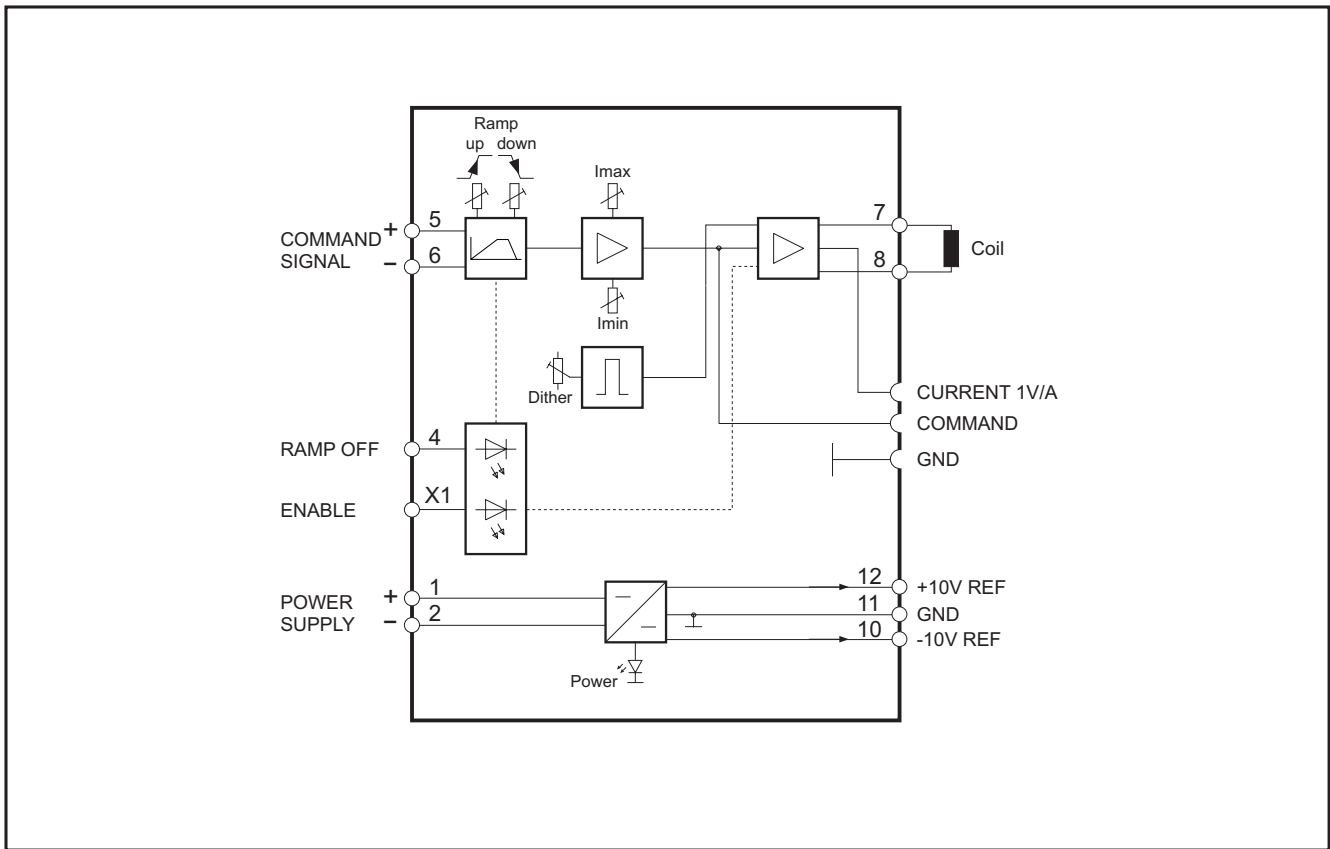 Ramp
up down
Imax
COMMAND
SIGNAL
+ 5
− 6
7
8
Coil
Imin
Dither
CURRENT 1V/A
COMMAND
GND
RAMP OFF
4
ENABLE
X1
POWER
SUPPLY
+ 1
− 2
12 +10V REF
11 GND
10 -10V REF
Power